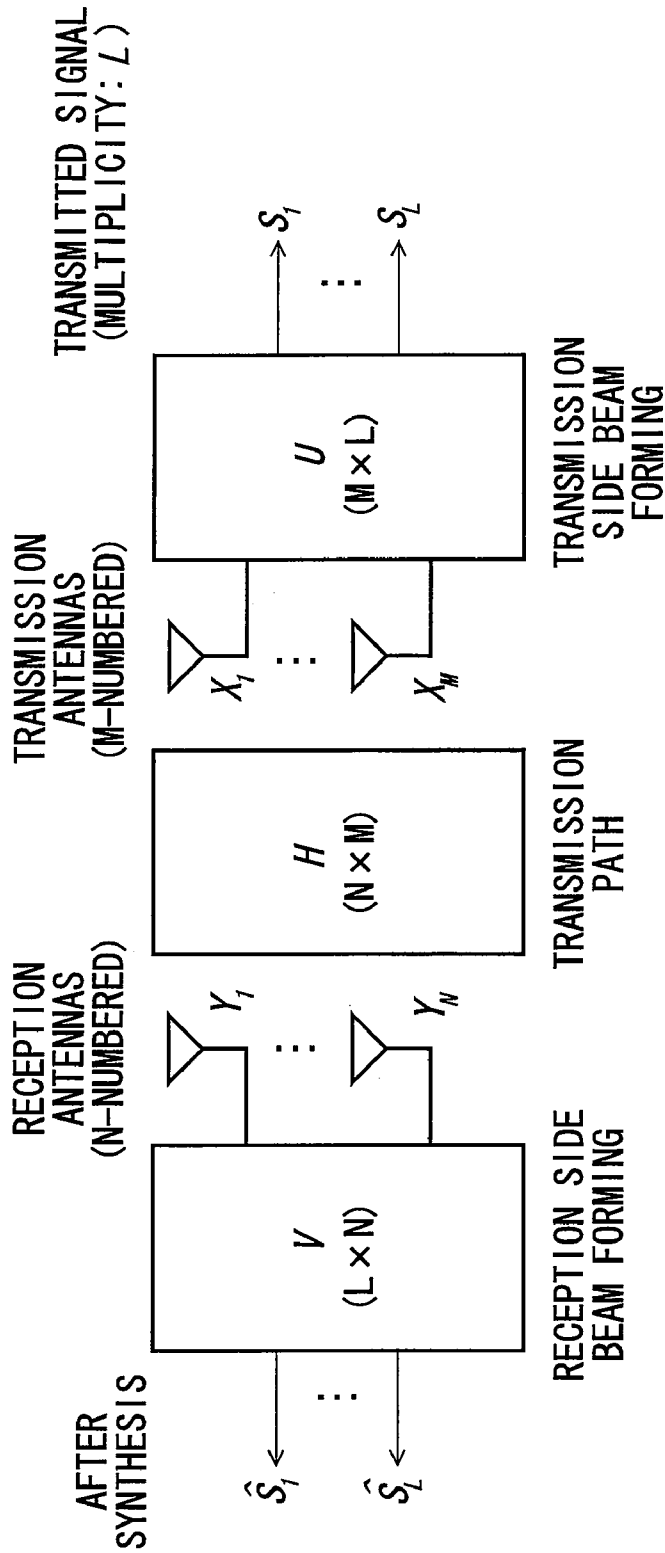 AFTER
SYNTHESIS
RECEPTION
ANTENNAS
(N-NUMBERED)
TRANSMISSION
ANTENNAS
(M-NUMBERED)
TRANSMITTED SIGNAL
(MULTIPLICITY: L)
Ŝ1
...
ŜL
V
(L×N)
Y1
...
YN
H
(N×M)
X1
...
XM
U
(M×L)
S1
...
SL
RECEPTION SIDE
BEAM FORMING
TRANSMISSION
PATH
TRANSMISSION
SIDE BEAM
FORMING